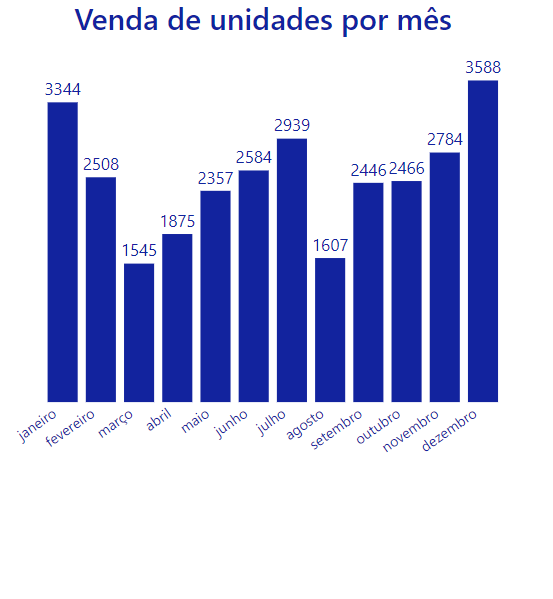 Venda de unidades por mês
3344
2508
1545
1875
2357
2584
2939
1607
2446
2466
2784
3588
janeiro
fevereiro
março
abril
maio
junho
julho
agosto
setembro
outubro
novembro
dezembro